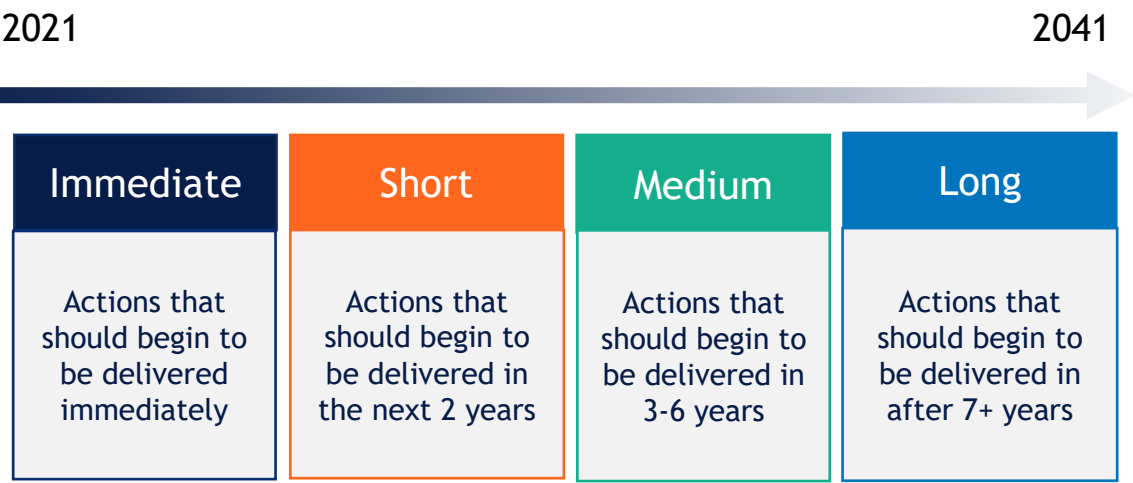 2021
2041
Immediate
Actions that
should begin to
be delivered
immediately
Short
Actions that
should begin to
be delivered in
the next 2 years
Medium
Actions that
should begin to
be delivered in
3-6 years
Long
Actions that
should begin to
be delivered in
after 7+ years